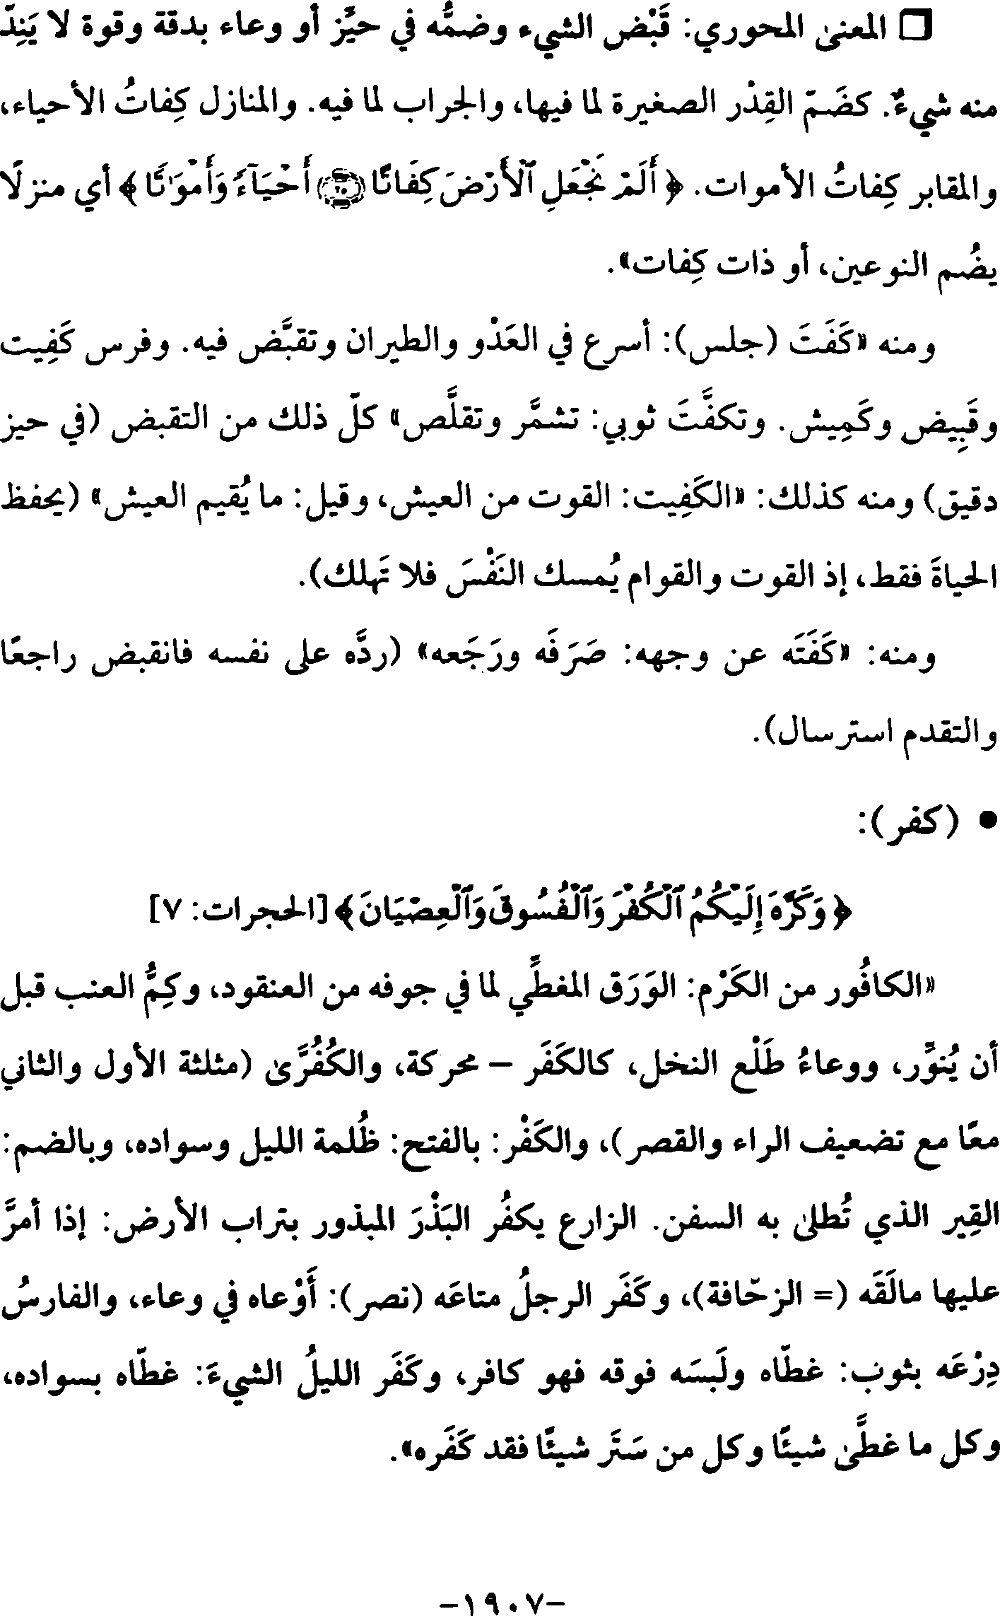 ❒ المعنى المحوري: قَبْض الشيء وضمُّه في حيِّز أو وعاء بدقة وقوة لا يَنِدّ
منه شيءٌ. كضَمّ القِدْر الصغيرة لما فيها، والجراب لما فيه. والمنازل كِفاتُ الأحياء،
والمقابر كِفاتُ الأموات. ﴿ أَلَمْ نَجْعَلِ ٱلْأَرْضَ كِفَاتًا ۝٢٥ أَحْيَآءً وَأَمْوَٰتًا ﴾ أي منزلًا
يضُم النوعين، أو ذات كِفات».
ومنه «كَفَتَ (جلس): أسرع في العَدْو والطيران وتقبَّض فيه. وفرس كَفِيت
وقَبِيض وكَمِيش. وتكفَّتَ ثوبي: تشمَّر وتقلَّص» كلّ ذلك من التقبض (في حيز
دقيق) ومنه كذلك: «الكَفِيت: القوت من العيش، وقيل: ما يُقيم العيش» (يحفظ
الحياةَ فقط، إذ القوت والقوام يُمسك النَفْسَ فلا تَهلك).
ومنه: «كَفَتَه عن وجهه: صَرَفَه ورَجَعه» (ردَّه على نفسه فانقبض راجعًا
والتقدم استرسال).
• (كفر):
﴿ وَكَرَّهَ إِلَيْكُمُ ٱلْكُفْرَ وَٱلْفُسُوقَ وَٱلْعِصْيَانَ ﴾ [الحجرات: ٧]
«الكافُور من الكَرْم: الوَرَق المغطِّي لما في جوفه من العنقود، وكِمُّ العنب قبل
أن يُنوِّر، ووعاءُ طَلْع النخل، كالكَفَر – محركة، والكُفُرَّىٰ (مثلثة الأول والثاني
معًا مع تضعيف الراء والقصر)، والكَفْر: بالفتح: ظُلمة الليل وسواده، وبالضم:
القِير الذي تُطلى به السفن. الزارع يكفُر البَذْرَ المبذور بتراب الأرض: إذا أمرَّ
عليها مالَقَه (= الزحّافة)، وكَفَر الرجلُ متاعَه (نصر): أَوْعاه في وعاء، والفارسُ
دِرْعَه بثوب: غطّاه ولَبسَه فوقه فهو كافر، وكَفَر الليلُ الشيءَ: غطّاه بسواده،
وكل ما غطَّى شيئًا وكل من سَتَر شيئًا فقد كَفَره».
-١٩٠٧-